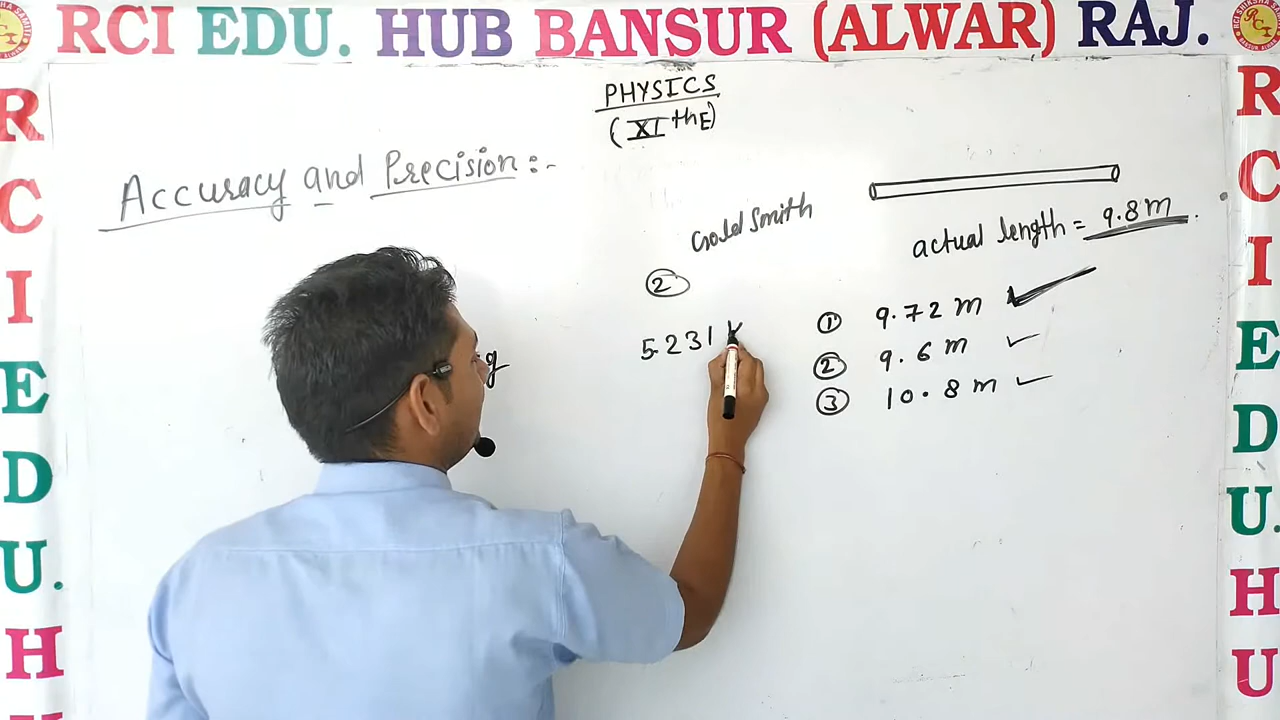 RCI EDU. HUB BANSUR (ALWAR) RAJ.
PHYSICS
(XI thE)
Accuracy and Precision :-
Gold Smith
actual length = 9.8 m
②
5.231 k
g
① 9.72 m ✓
② 9.6 m ✓
③ 10.8 m ✓
R
C
I
E
D
U.
H
R
C
I
E
D
U.
H
U